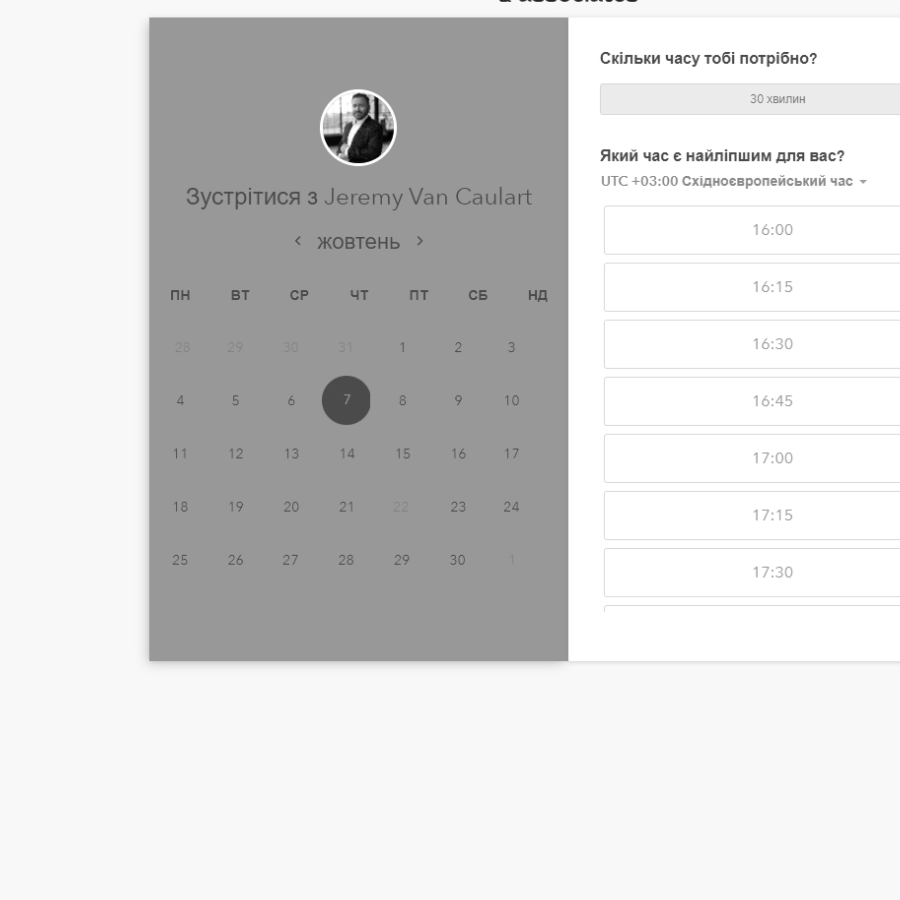 & associates
Зустрітися з Jeremy Van Caulart
жовтень
ПН ВТ СР ЧТ ПТ СБ НД
28 29 30 31 1 2 3
4 5 6 7 8 9 10
11 12 13 14 15 16 17
18 19 20 21 22 23 24
25 26 27 28 29 30 1
Скільки часу тобі потрібно?
30 хвилин
Який час є найліпшим для вас?
UTC +03:00 Східноєвропейський час
16:00
16:15
16:30
16:45
17:00
17:15
17:30